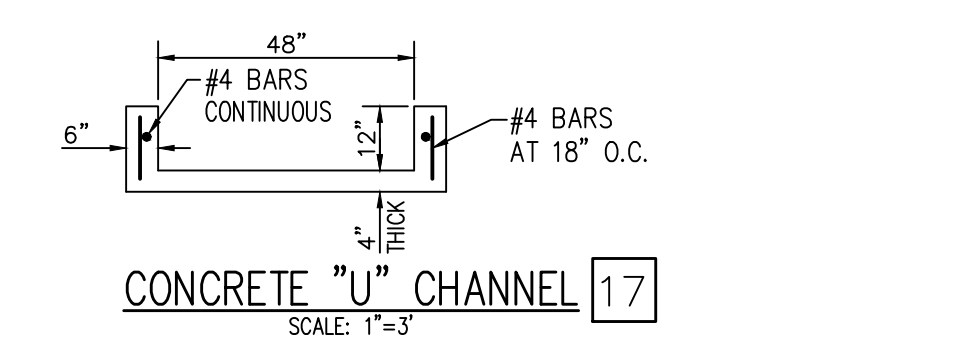 48”
#4 BARS
CONTINUOUS
6”
12”
#4 BARS
AT 18” O.C.
4”
THICK
CONCRETE ”U” CHANNEL 17
SCALE: 1”=3'